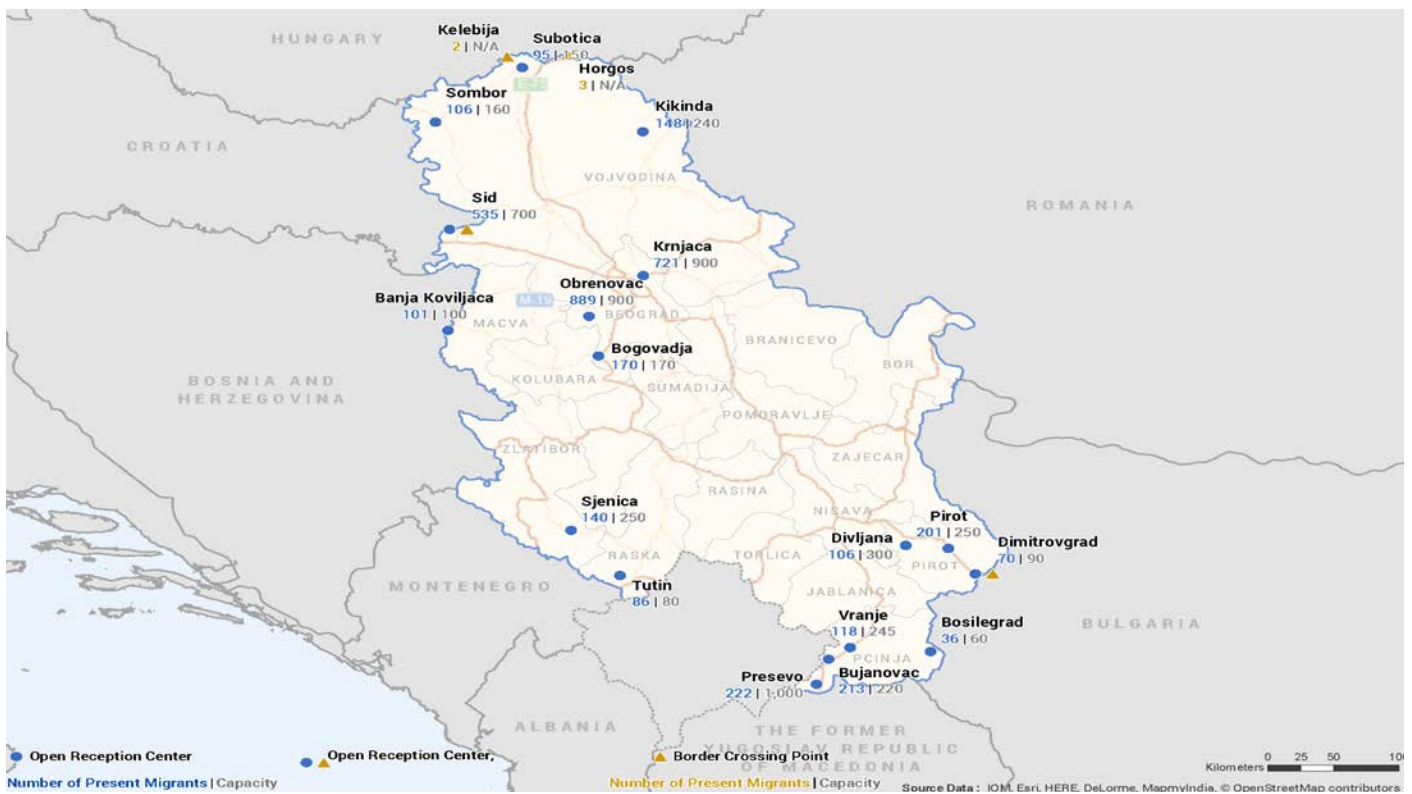 HUNGARY
Kelebija
2 | N/A
Subotica
95 | 150
Horgos
3 | N/A
E-75
Sombor
106 | 160
Kikinda
148 | 240
CROATIA
VOJVODINA
Sid
535 | 700
ROMANIA
Krnjaca
721 | 900
Obrenovac
889 | 900
Banja Koviljaca
101 | 100
M-19
MACVA
BEOGRAD
Bogovadja
170 | 170
BRANICEVO
BOR
KOLUBARA
SUMADIJA
BOSNIA AND
HERZEGOVINA
POMORAVLJE
ZLATIBOR
ZAJECAR
RASINA
Sjenica
140 | 250
NISAVA
Pirot
201 | 250
Divljana
106 | 300
Dimitrovgrad
70 | 90
RASKA
TOPLICA
PIROT
MONTENEGRO
Tutin
86 | 80
JABLANICA
Vranje
118 | 245
Bosilegrad
36 | 60
BULGARIA
PCINJA
Presevo
222 | 1,000
Bujanovac
213 | 220
ALBANIA
THE FORMER
YUGOSLAV REPUBLIC
OF MACEDONIA
Open Reception Center
Open Reception Center,
Border Crossing Point
Number of Present Migrants | Capacity
Number of Present Migrants | Capacity
0 25 50 100
Kilometers
Source Data: IOM, Esri, HERE, DeLorme, MapmyIndia, © OpenStreetMap contributors